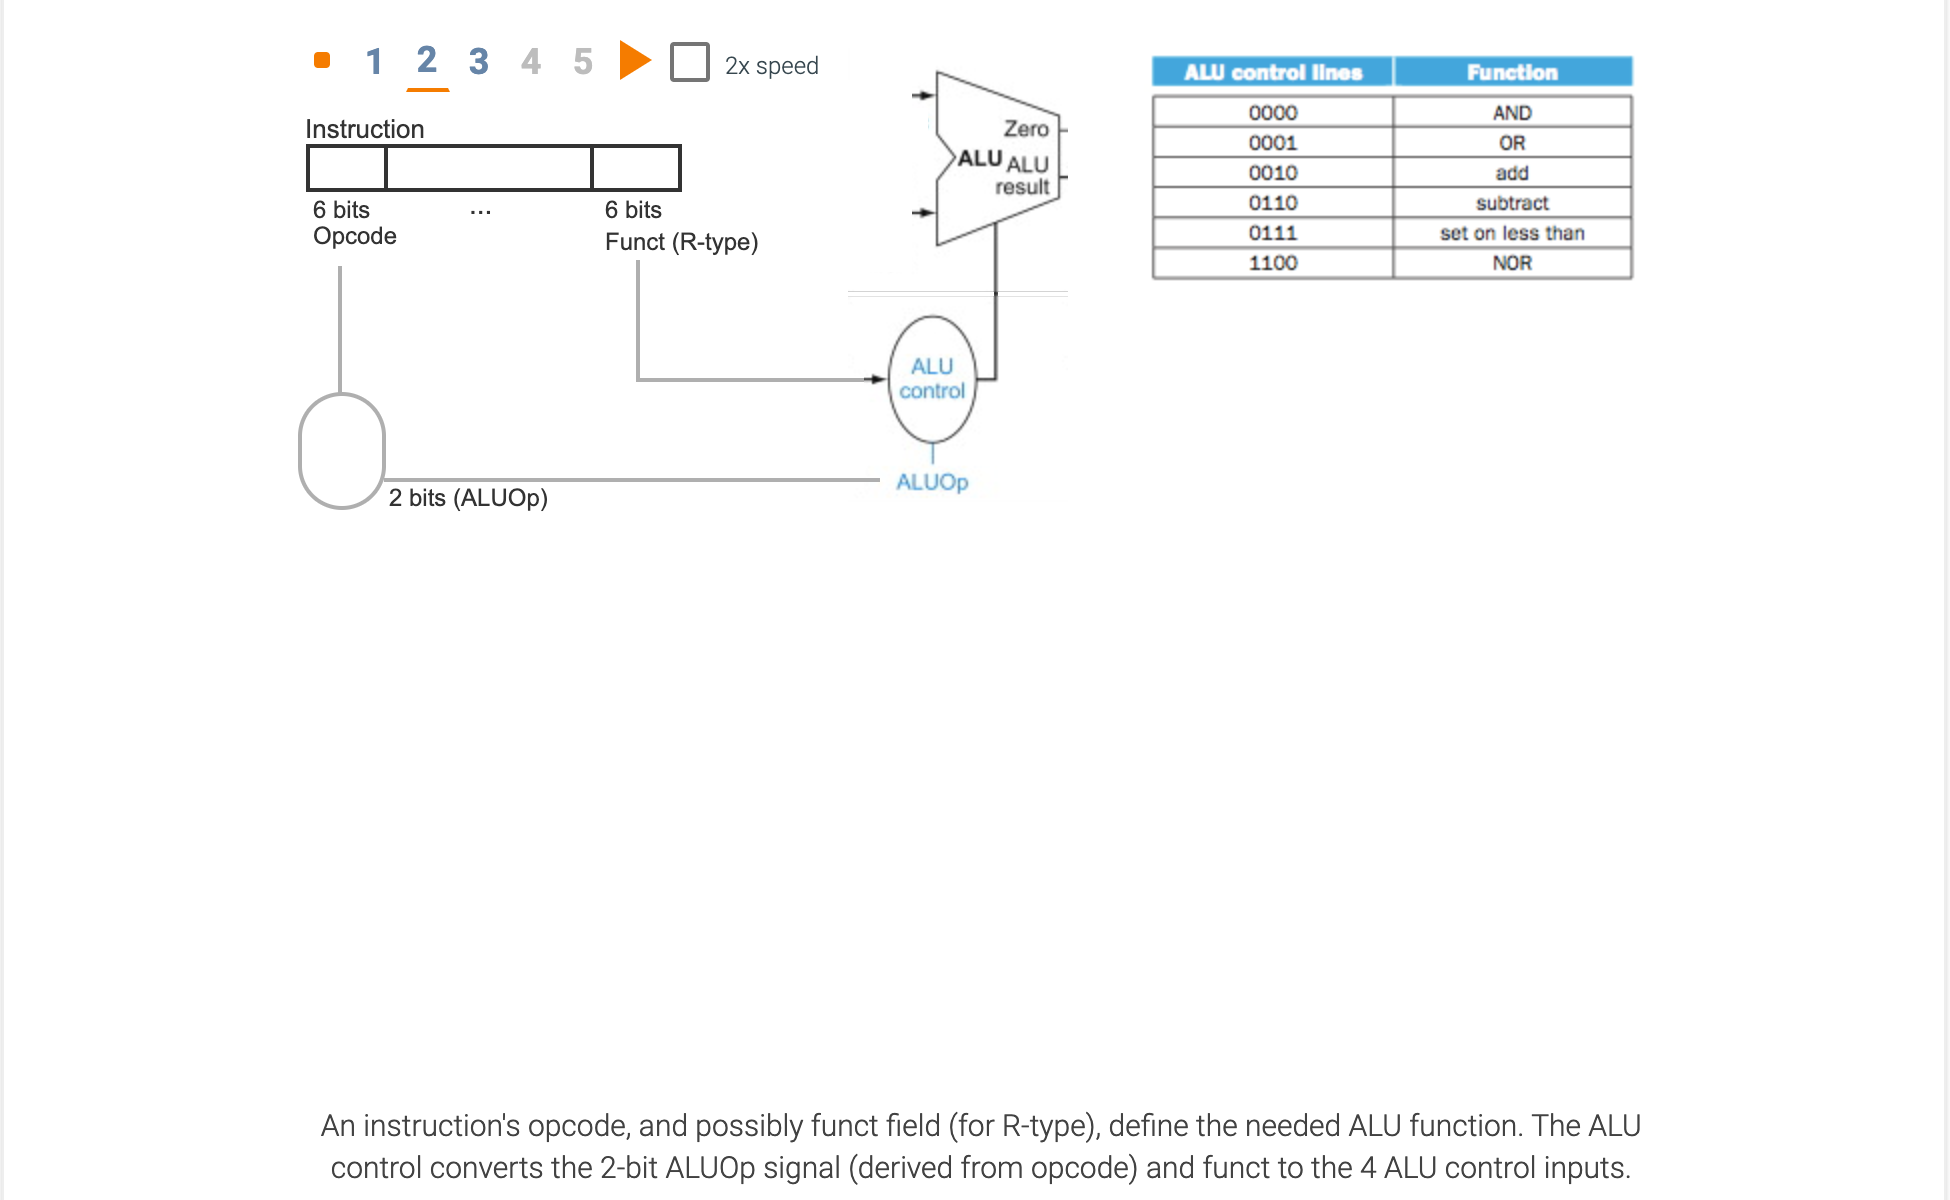 1 2 3 4 5 2x speed
Instruction
6 bits ... 6 bits
Opcode Funct (R-type)
2 bits (ALUOp)
Zero
ALU ALU
result
ALU
control
ALUOp
ALU control lines Function
0000 AND
0001 OR
0010 add
0110 subtract
0111 set on less than
1100 NOR
An instruction's opcode, and possibly funct field (for R-type), define the needed ALU function. The ALU
control converts the 2-bit ALUOp signal (derived from opcode) and funct to the 4 ALU control inputs.